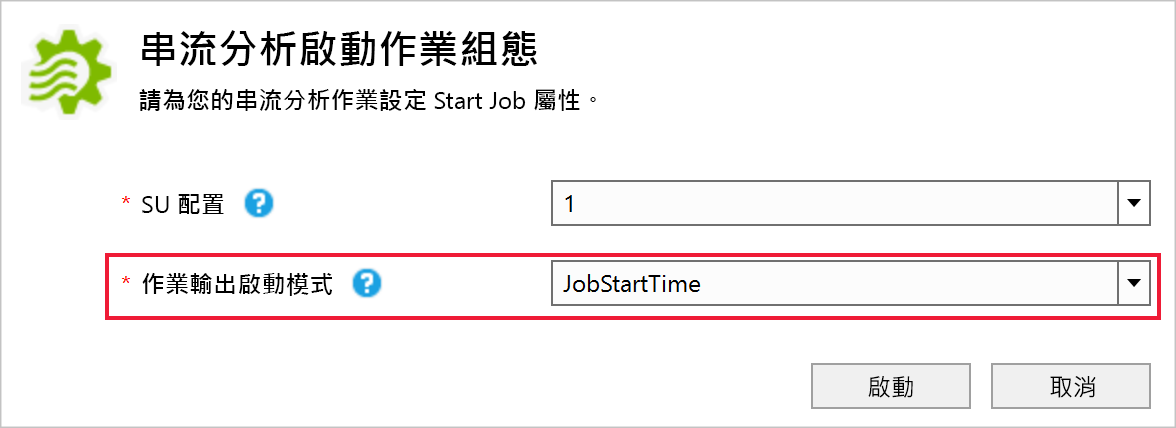 串流分析啟動作業組態
請為您的串流分析作業設定 Start Job 屬性。
* SU 配置 ? 1
* 作業輸出啟動模式 ? JobStartTime
啟動 取消